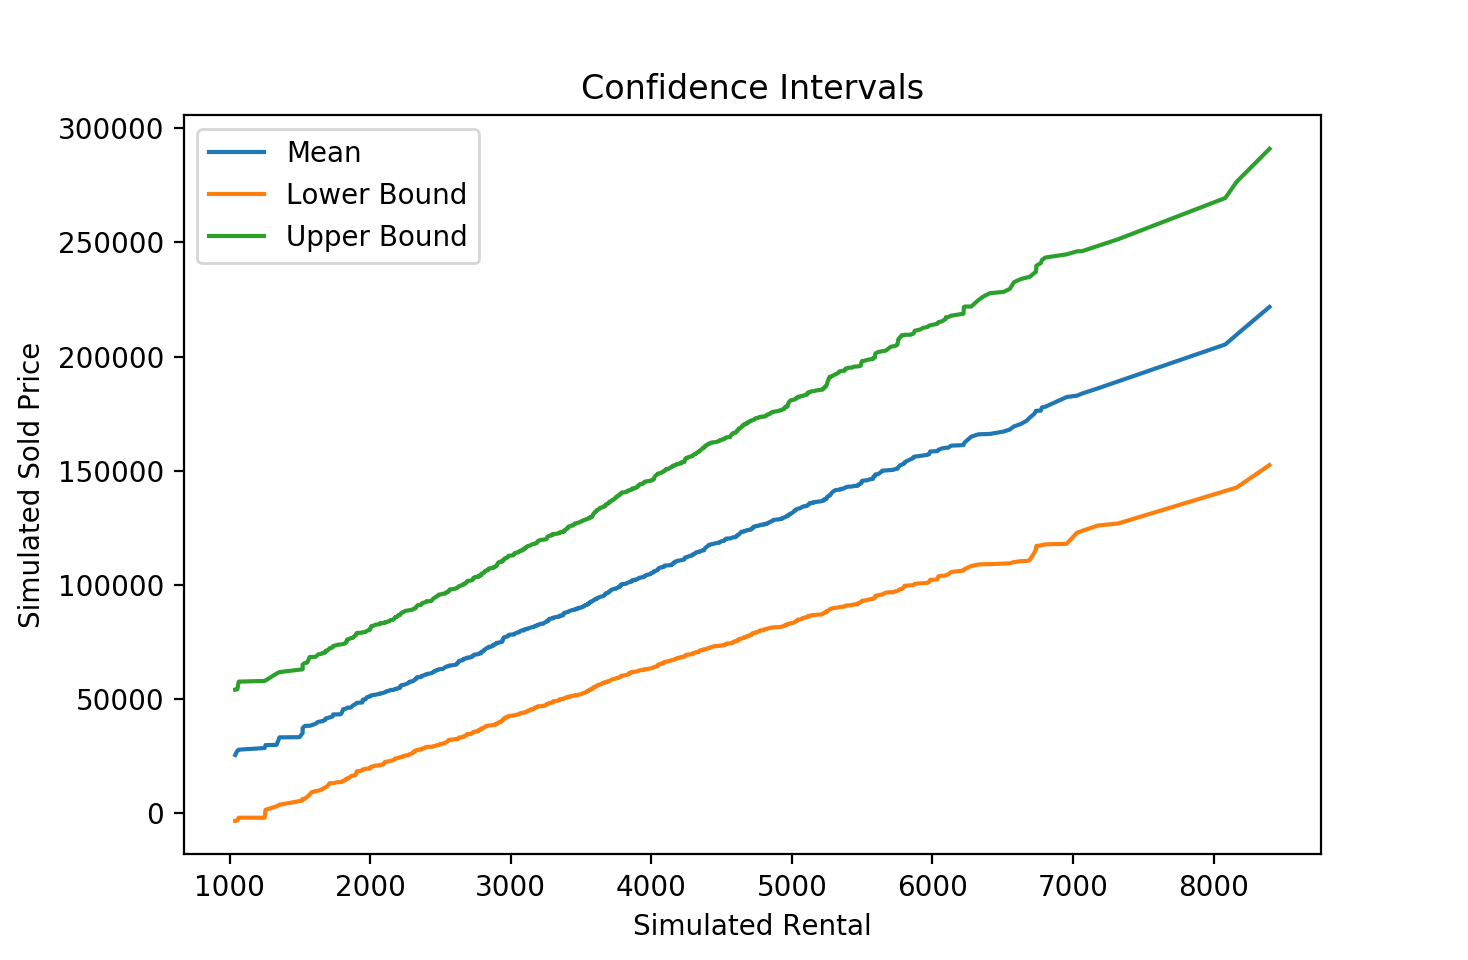 Confidence Intervals
300000
250000
200000
150000
100000
50000
0
Simulated Sold Price
Mean
Lower Bound
Upper Bound
1000 2000 3000 4000 5000 6000 7000 8000
Simulated Rental